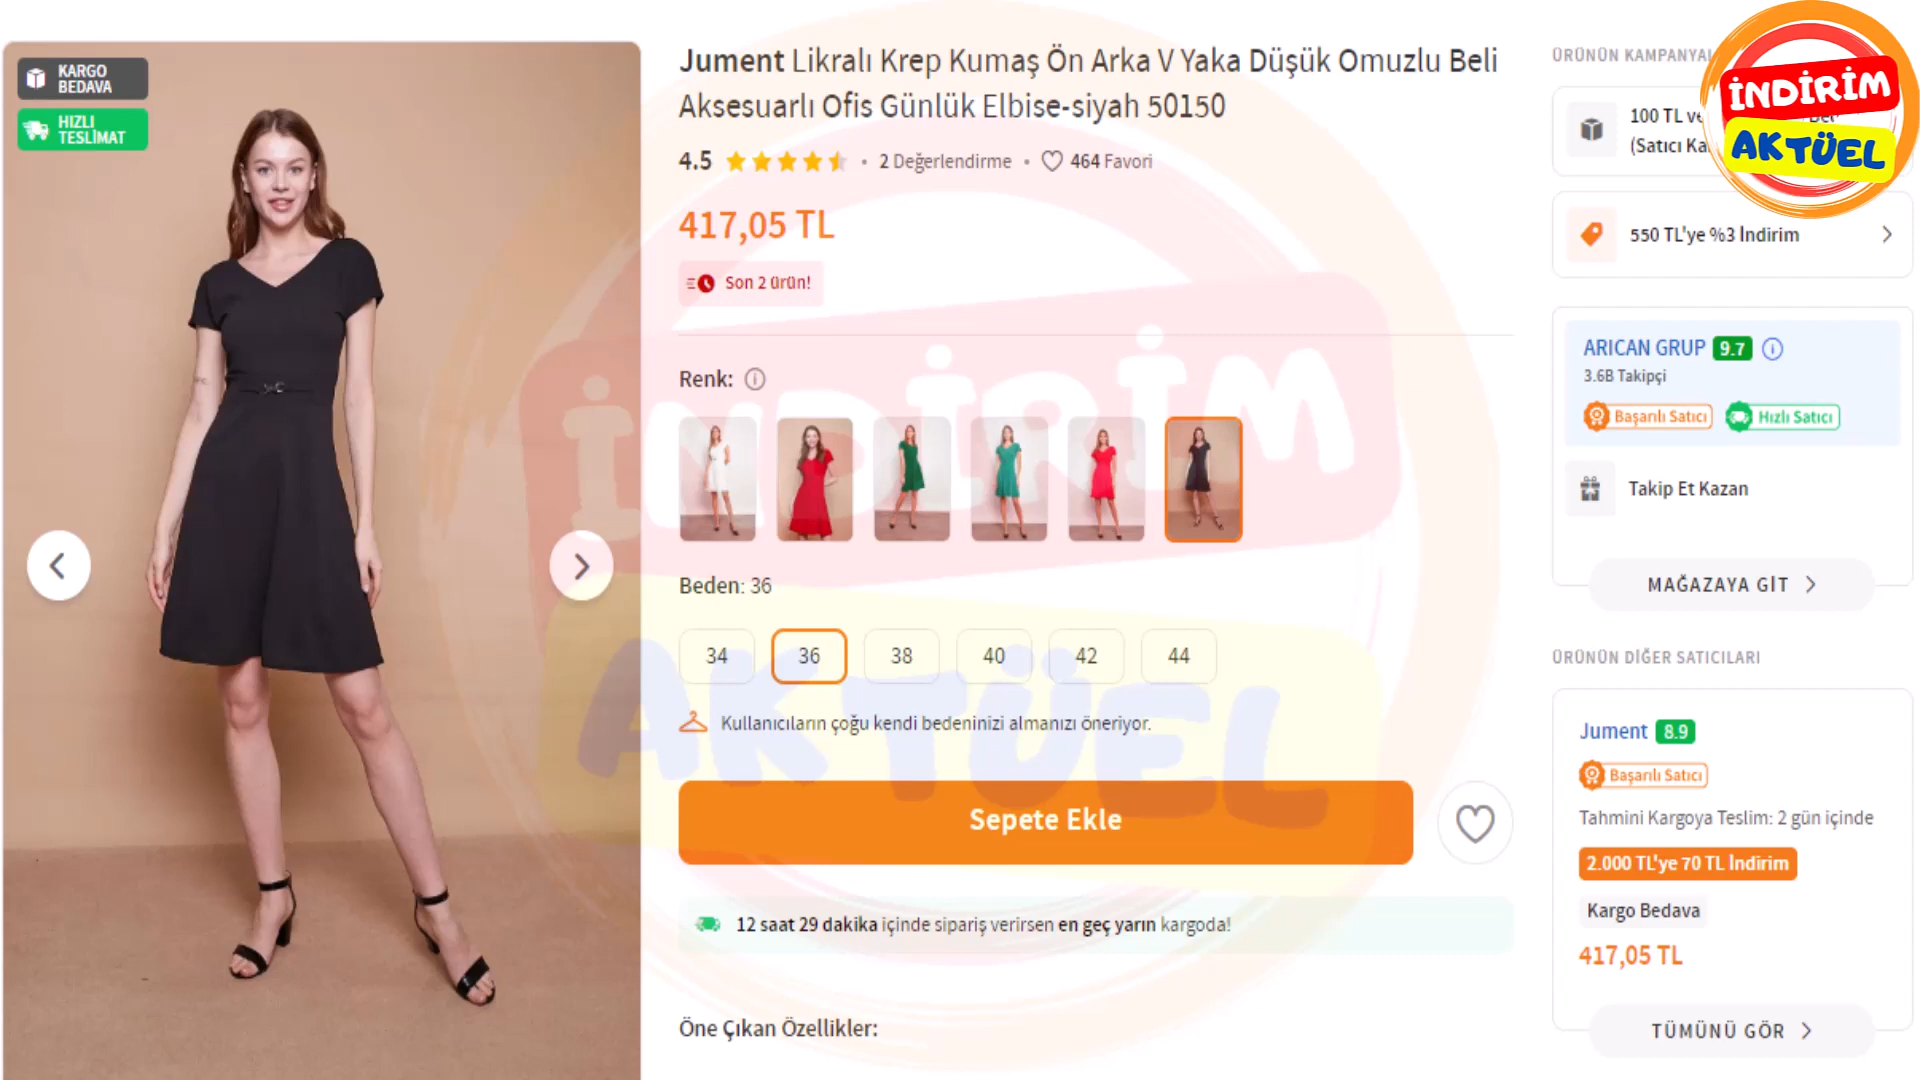 KARGO
BEDAVA
HIZLI
TESLİMAT
Jument Likralı Krep Kumaş Ön Arka V Yaka Düşük Omuzlu Beli
Aksesuarlı Ofis Günlük Elbise-siyah 50150
4.5 • 2 Değerlendirme • 464 Favori
417,05 TL
Son 2 ürün!
Renk:
Beden: 36
34 36 38 40 42 44
Kullanıcıların çoğu kendi bedeninizi almanızı öneriyor.
Sepete Ekle
12 saat 29 dakika içinde sipariş verirsen en geç yarın kargoda!
Öne Çıkan Özellikler:
İNDİRİM
AKTÜEL
ÜRÜNÜN
100 TL
(Satıcı
550 TL'ye %3 İndirim
ARICAN GRUP 9.7
3.6B Takipçi
Başarılı Satıcı Hızlı Satıcı
Takip Et Kazan
MAĞAZAYA GİT
ÜRÜNÜN DİĞER SATICILARI
Jument 8.9
Başarılı Satıcı
Tahmini Kargoya Teslim: 2 gün içinde
2.000 TL'ye 70 TL İndirim
Kargo Bedava
417,05 TL
TÜMÜNÜ GÖR
İNDİRİM
AKTÜEL